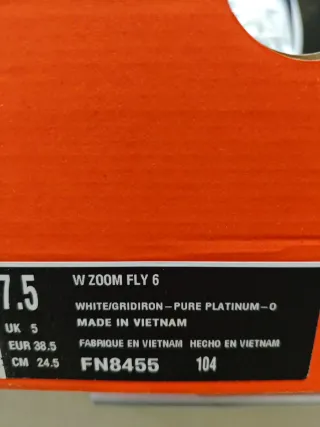 7.5 W ZOOM FLY 6
WHITE/GRIDIRON-PURE PLATINUM-O
UK 5 MADE IN VIETNAM
EUR 38.5 FABRIQUE EN VIETNAM HECHO EN VIETNAM
CM 24.5 FN8455 104